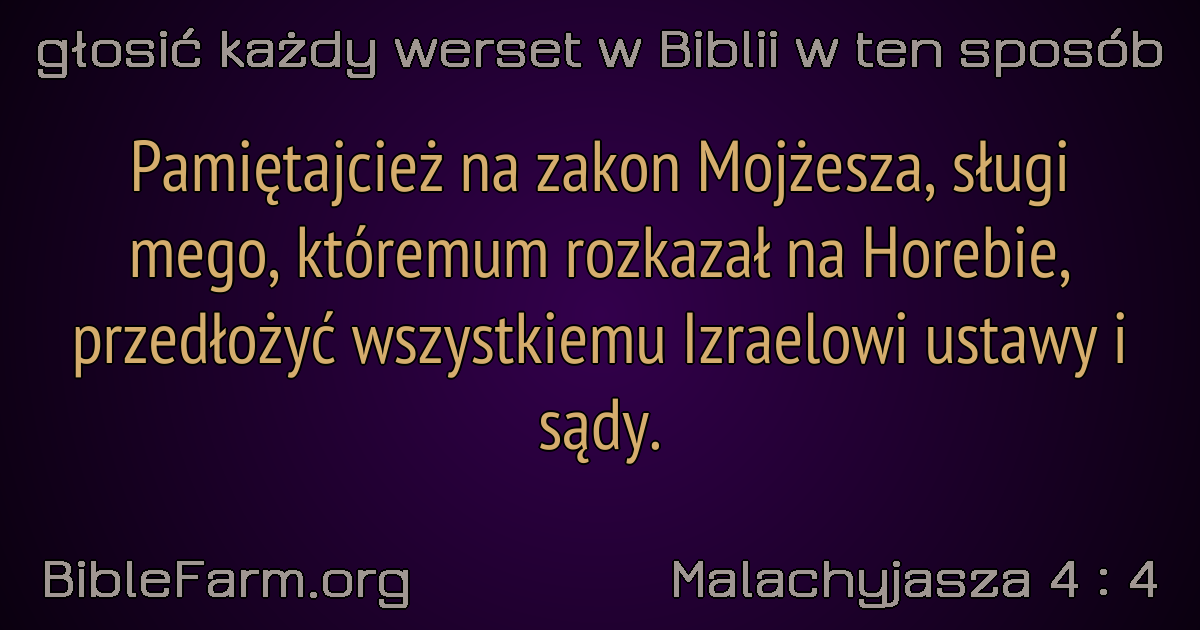 głosić każdy werset w Biblii w ten sposób
Pamiętajcież na zakon Mojżesza, sługi
mego, któremum rozkazał na Horebie,
przedłożyć wszystkiemu Izraelowi ustawy i
sądy.
BibleFarm.org
Malachyjasza 4 : 4